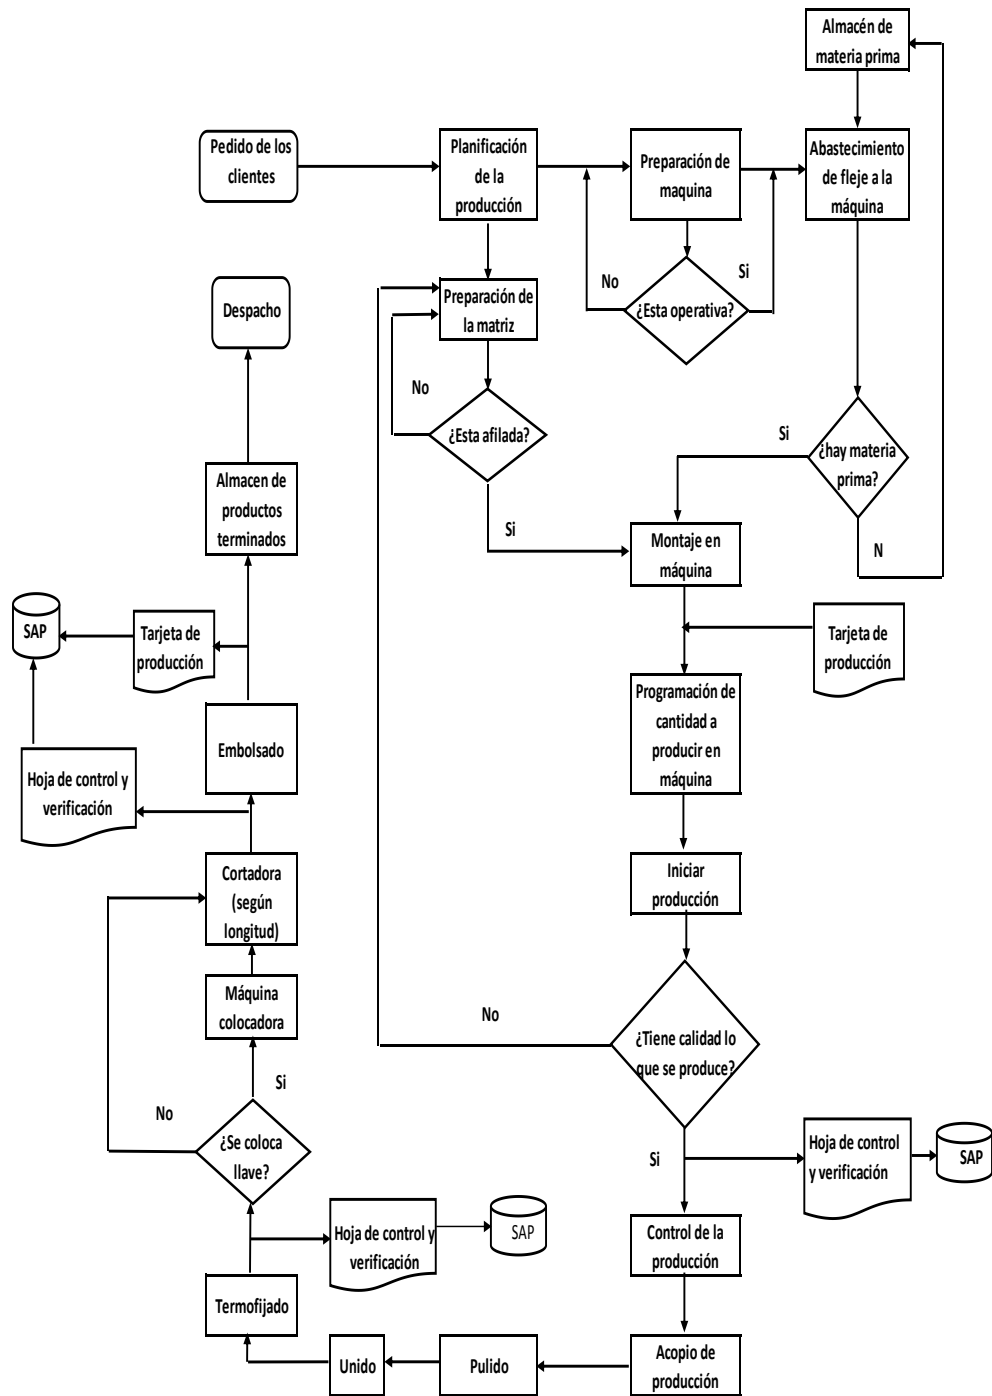 Almacén de
materia prima
Pedido de los
clientes
Planificación
de la
producción
Preparación de
maquina
Abastecimiento
de fleje a la
máquina
No
¿Esta operativa?
Si
Despacho
Preparación de
la matriz
No
¿Esta afilada?
Si
Si
¿hay materia
prima?
N
Almacen de
productos
terminados
Montaje en
máquina
SAP
Tarjeta de
producción
Tarjeta de
producción
Programación de
cantidad a
producir en
máquina
Embolsado
Hoja de control y
verificación
Cortadora
(según
longitud)
Iniciar
producción
Máquina
colocadora
No
¿Tiene calidad lo
que se produce?
Si
No
¿Se coloca
llave?
Si
Hoja de control
y verificación
SAP
Hoja de control y
verificación
SAP
Control de la
producción
Termofijado
Unido
Pulido
Acopio de
producción